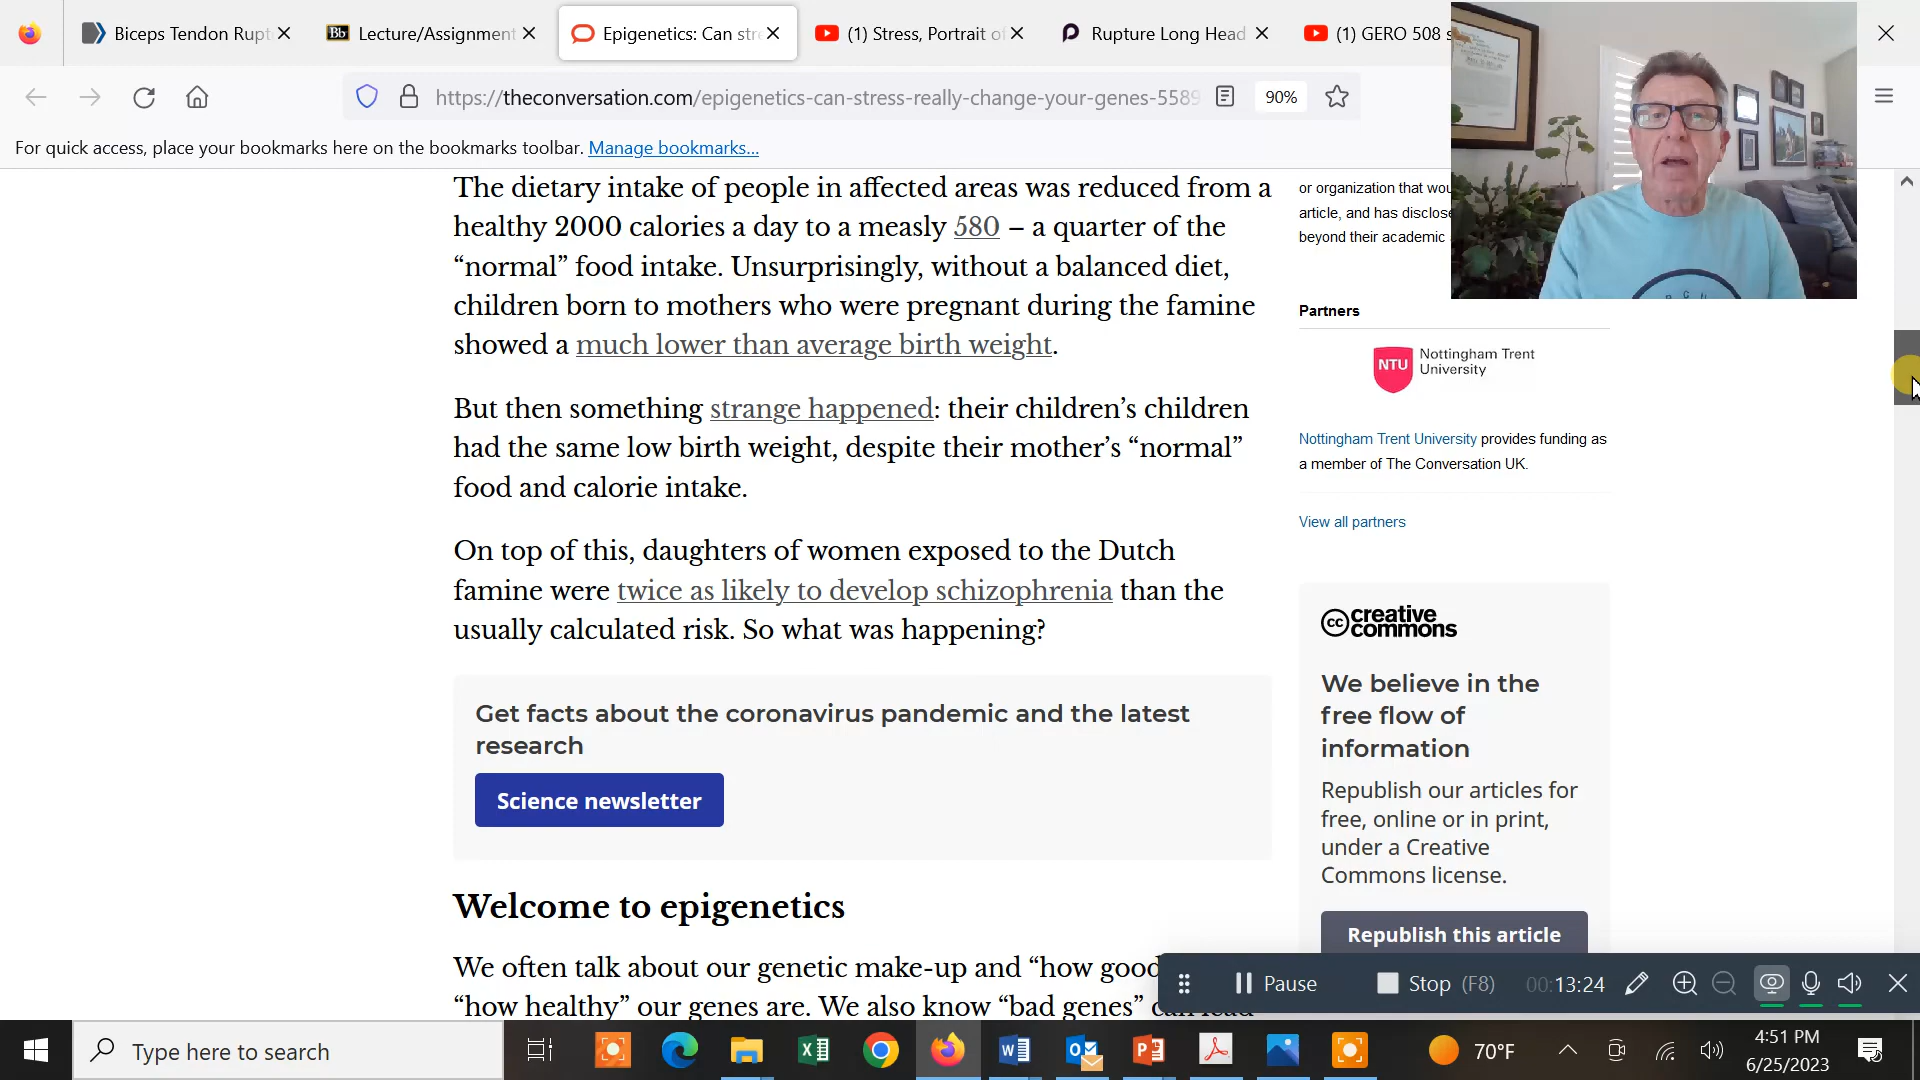 Biceps Tendon Rupt
Bb Lecture/Assignment
Epigenetics: Can str
(1) Stress, Portrait of
Rupture Long Head
(1) GERO 508 s
https://theconversation.com/epigenetics-can-stress-really-change-your-genes-5589
90%
For quick access, place your bookmarks here on the bookmarks toolbar. Manage bookmarks...
The dietary intake of people in affected areas was reduced from a
healthy 2000 calories a day to a measly 580 – a quarter of the
“normal” food intake. Unsurprisingly, without a balanced diet,
children born to mothers who were pregnant during the famine
showed a much lower than average birth weight.
But then something strange happened: their children’s children
had the same low birth weight, despite their mother’s “normal”
food and calorie intake.
On top of this, daughters of women exposed to the Dutch
famine were twice as likely to develop schizophrenia than the
usually calculated risk. So what was happening?
Get facts about the coronavirus pandemic and the latest
research
Science newsletter
Welcome to epigenetics
We often talk about our genetic make-up and “how good
“how healthy” our genes are. We also know “bad genes” can lead
or organization that wou
article, and has disclose
beyond their academic
Partners
NTU Nottingham Trent
University
Nottingham Trent University provides funding as
a member of The Conversation UK.
View all partners
cc creative
commons
We believe in the
free flow of
information
Republish our articles for
free, online or in print,
under a Creative
Commons license.
Republish this article
Pause
Stop (F8)
00:13:24
Type here to search
70°F
4:51 PM
6/25/2023